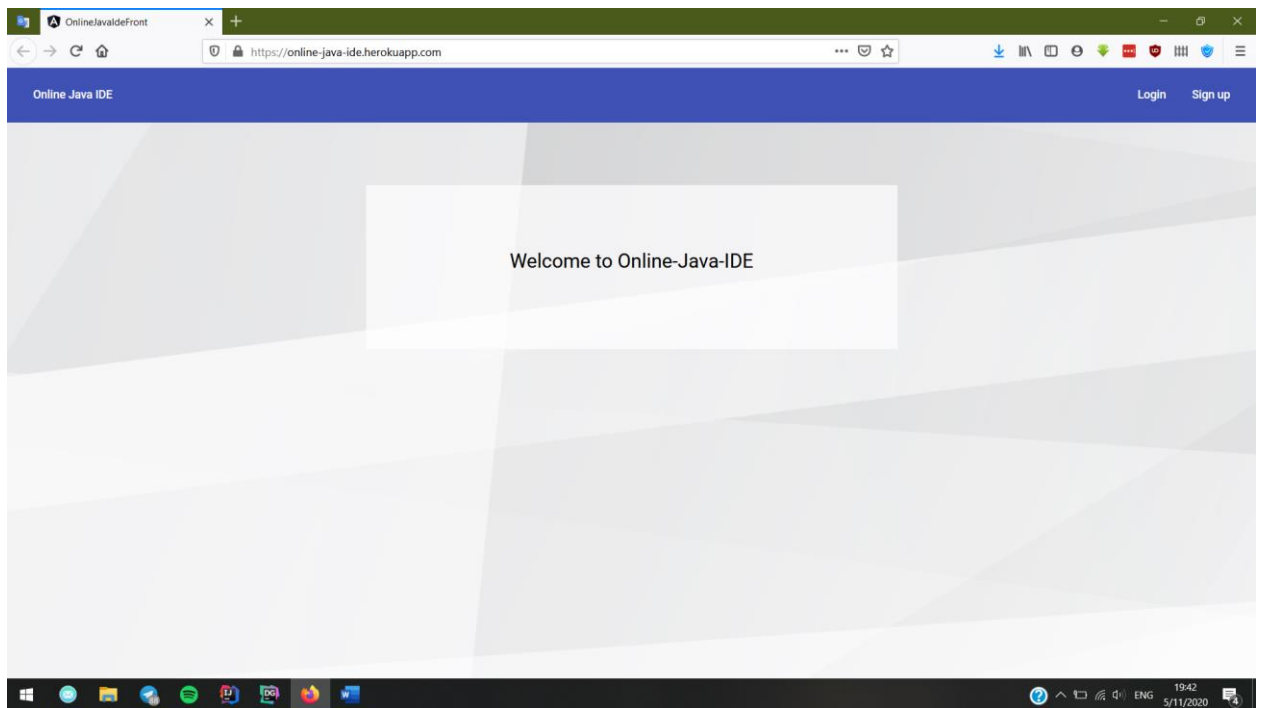 OnlineJavaIdeFront
https://online-java-ide.herokuapp.com
Online Java IDE
Login
Sign up
Welcome to Online-Java-IDE
ENG
19:42
5/11/2020
4